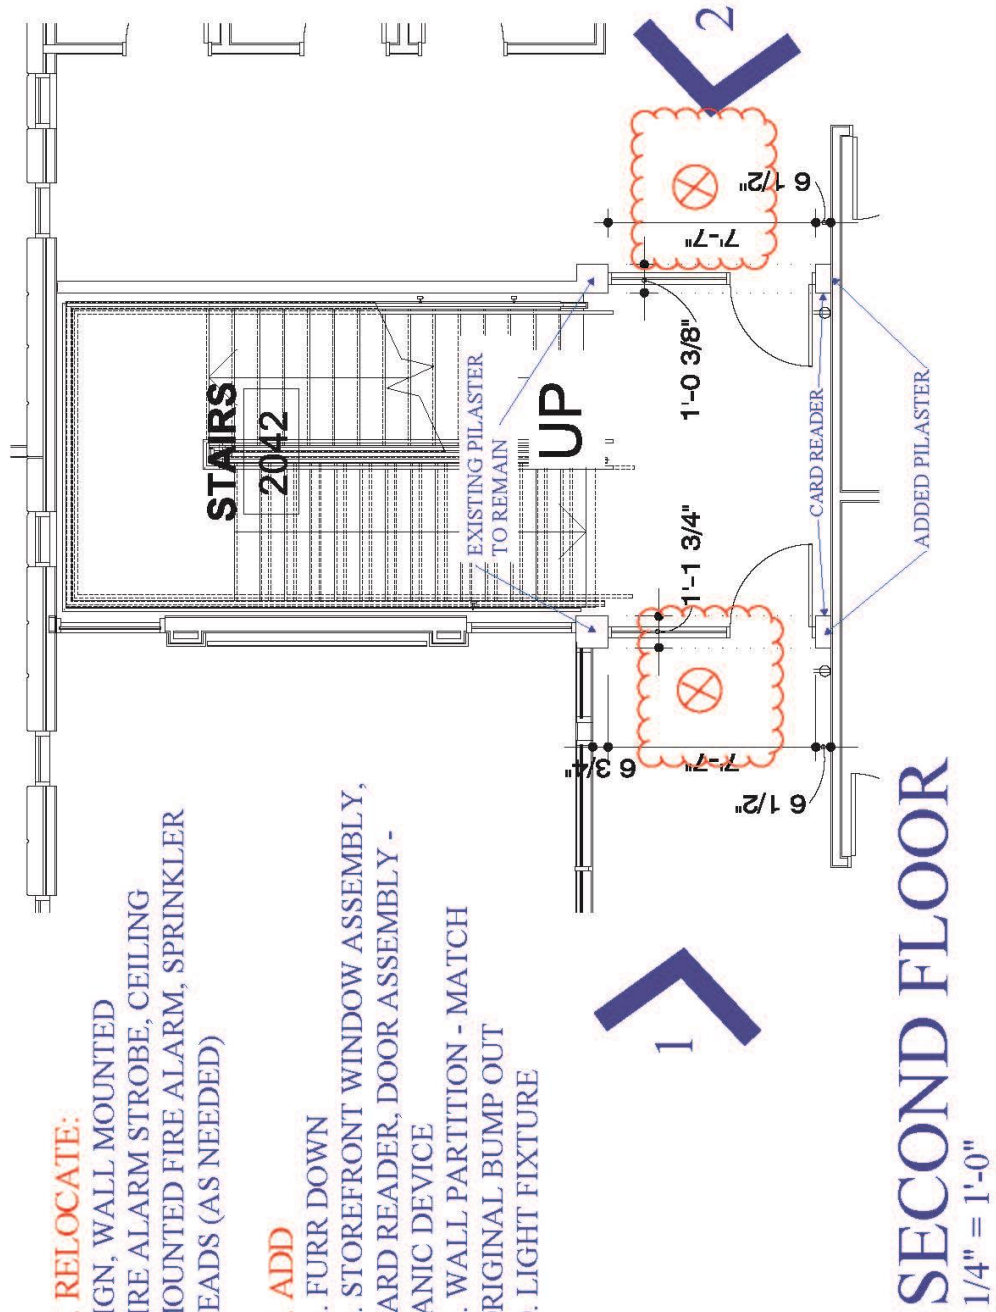 . RELOCATE:
IGN, WALL MOUNTED
IRE ALARM STROBE, CEILING
MOUNTED FIRE ALARM, SPRINKLER
EADS (AS NEEDED)
. ADD
. FURR DOWN
. STOREFRONT WINDOW ASSEMBLY,
ARD READER, DOOR ASSEMBLY -
ANIC DEVICE
. WALL PARTITION - MATCH
RIGINAL BUMP OUT
. LIGHT FIXTURE
STAIRS
2042
EXISTING PILASTER
TO REMAIN
UP
6 3/4"
7'-7"
6 1/2"
1'-1 3/4"
1'-0 3/8"
7'-7"
6 1/2"
CARD READER
ADDED PILASTER
1
2
SECOND FLOOR
1/4" = 1'-0"